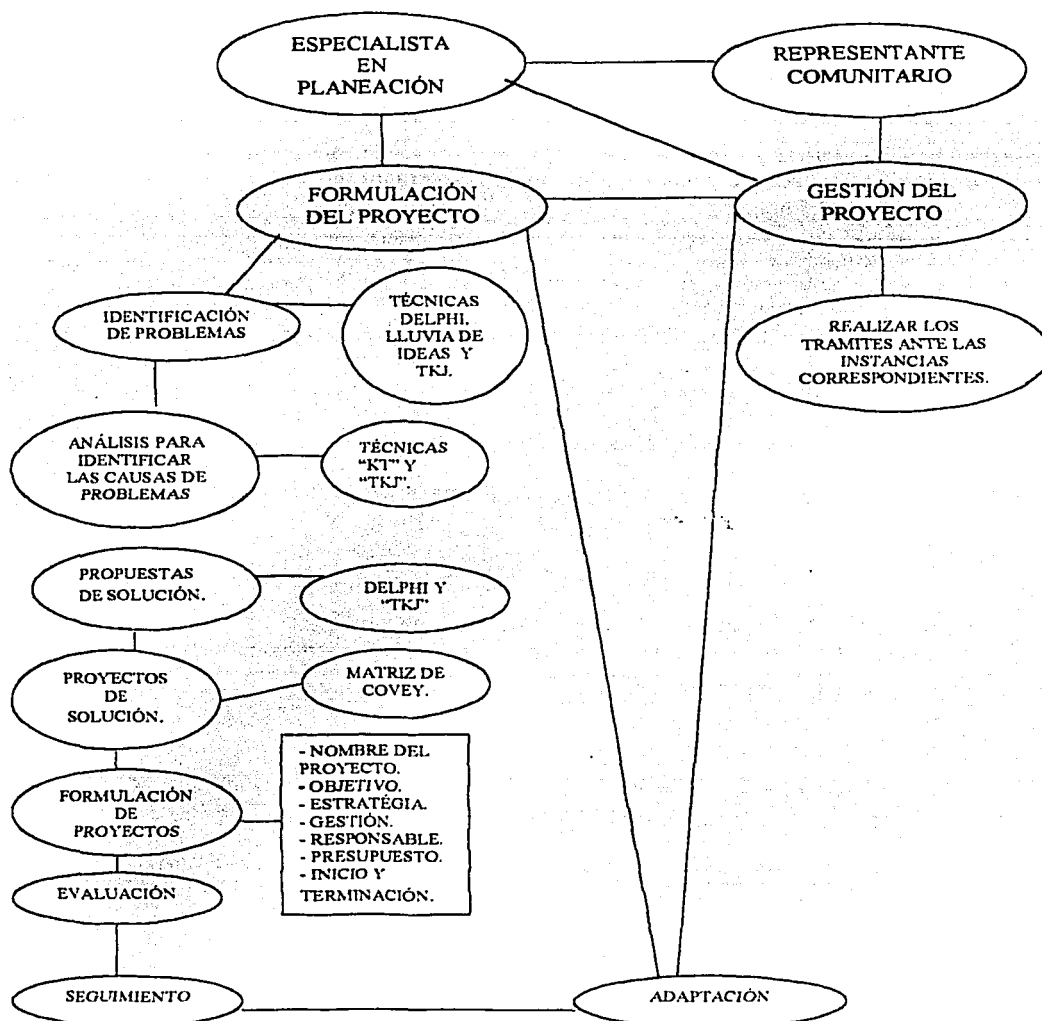 ESPECIALISTA
EN
PLANEACIÓN
REPRESENTANTE
COMUNITARIO
FORMULACIÓN
DEL PROYECTO
GESTIÓN DEL
PROYECTO
IDENTIFICACIÓN
DE PROBLEMAS
TÉCNICAS
DELPHI.
LLUVIA DE
IDEAS Y
TKJ.
REALIZAR LOS
TRAMITES ANTE LAS
INSTANCIAS
CORRESPONDIENTES.
ANÁLISIS PARA
IDENTIFICAR
LAS CAUSAS DE
PROBLEMAS
TÉCNICAS
"KT" Y
"TKJ".
PROPUESTAS
DE SOLUCIÓN.
DELPHI Y
"TKJ"
PROYECTOS
DE
SOLUCIÓN.
MATRIZ DE
COVEY.
FORMULACIÓN
DE
PROYECTOS
- NOMBRE DEL
PROYECTO.
- OBJETIVO.
- ESTRATÉGIA.
- GESTIÓN.
- RESPONSABLE.
- PRESUPUESTO.
- INICIO Y
TERMINACIÓN.
EVALUACIÓN
SEGUIMIENTO
ADAPTACIÓN